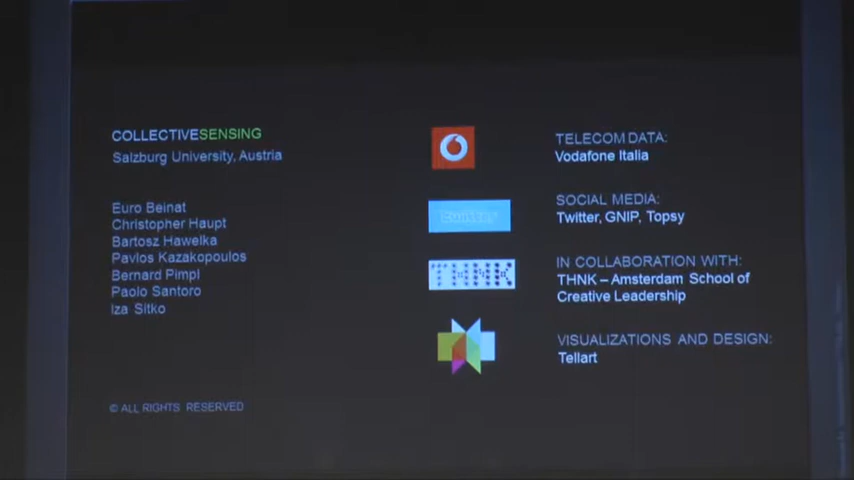 COLLECTIVESENSING
Salzburg University, Austria
Euro Beinat
Christopher Haupt
Bartosz Hawelka
Pavlos Kazakopoulos
Bernard Pimpl
Paolo Santoro
Iza Sitko
© ALL RIGHTS RESERVED
TELECOM DATA:
Vodafone Italia
twitter
SOCIAL MEDIA:
Twitter, GNIP, Topsy
THNK
IN COLLABORATION WITH:
THNK – Amsterdam School of
Creative Leadership
VISUALIZATIONS AND DESIGN:
Tellart